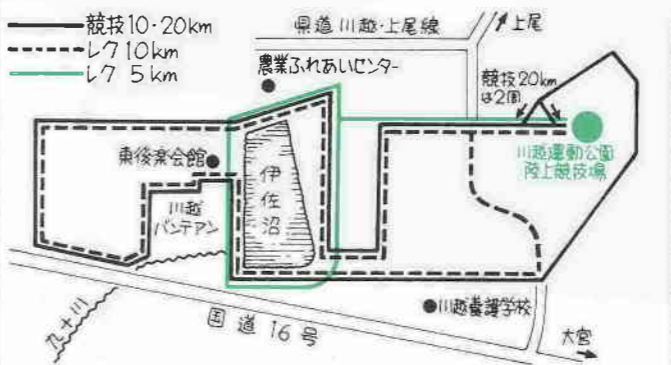 競技10・20km
レク10km
レク 5km
県道川越・上尾線
上尾
農業ふれあいセンター
競技20km
は2周
川越運動公園
陸上競技場
東後楽会館
伊佐沼
川越
パンテアン
川越養護学校
九十川
国道16号
大宮